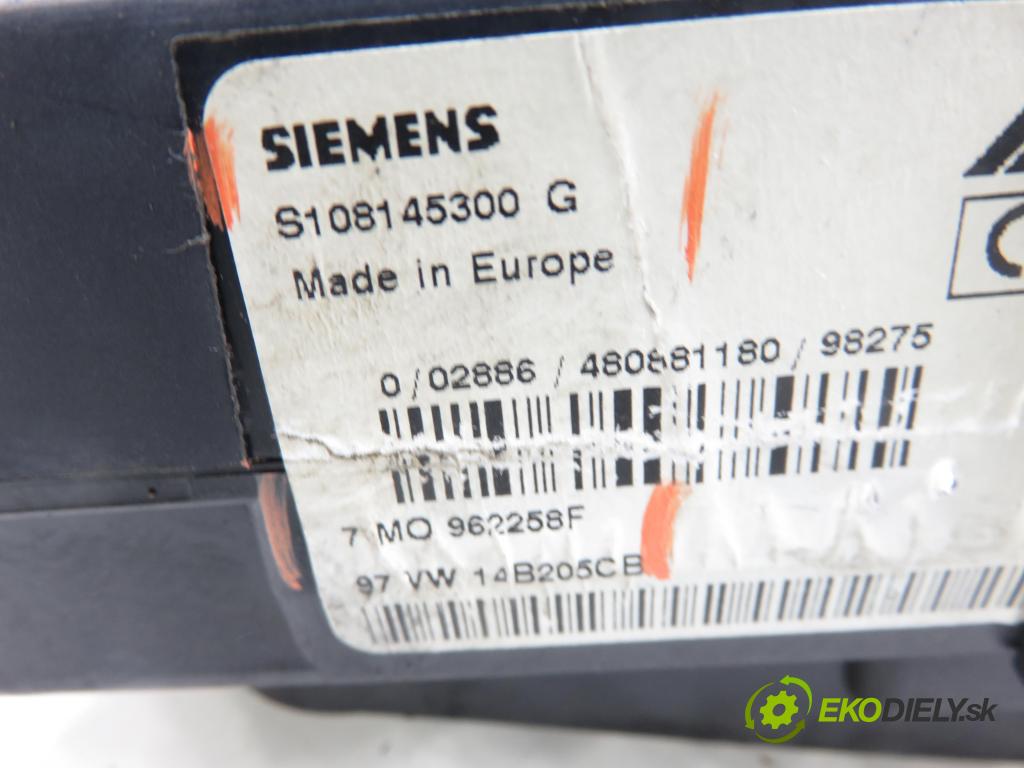 SIEMENS
S108145300 G
Made in Europe
0/02886/480881180/98275
7 MO 962258F
97 VW 14B205CB
EKODIELY.sk